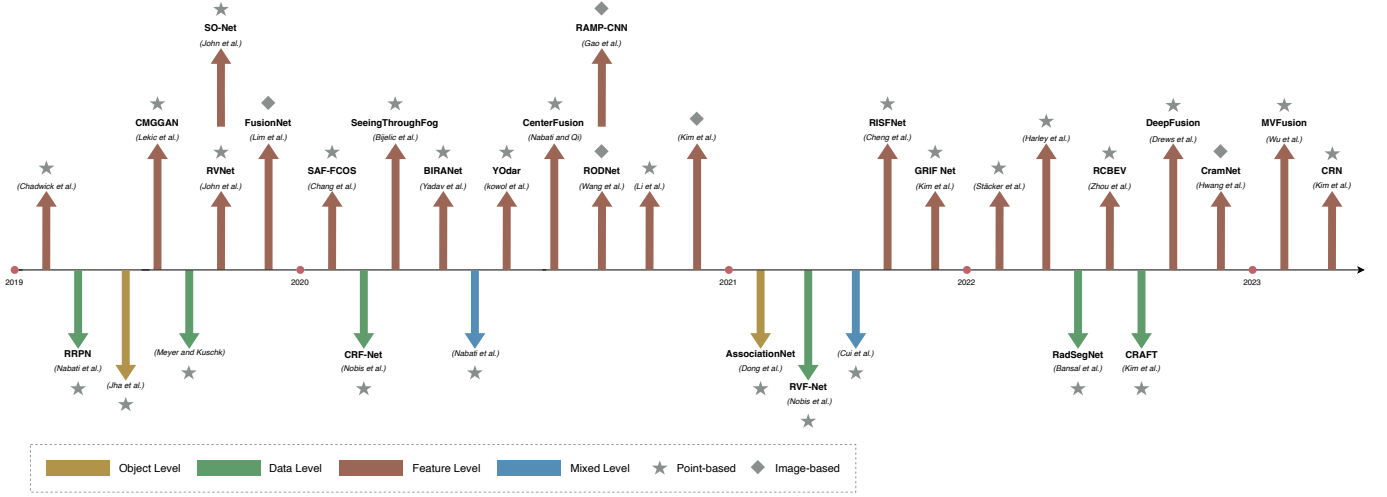 SO-Net
(John et al.)
RAMP-CNN
(Gao et al.)
CMGGAN
(Lekic et al.)
FusionNet
(Lim et al.)
SeeingThroughFog
(Bijelic et al.)
CenterFusion
(Nabati and Qi)
(Kim et al.)
RISFNet
(Cheng et al.)
(Harley et al.)
DeepFusion
(Drews et al.)
MVFusion
(Wu et al.)
(Chadwick et al.)
RVNet
(John et al.)
SAF-FCOS
(Chang et al.)
BIRANet
(Yadav et al.)
YOdar
(kowol et al.)
RODNet
(Wang et al.)
(Li et al.)
GRIF Net
(Kim et al.)
(Stäcker et al.)
RCBEV
(Zhou et al.)
CramNet
(Hwang et al.)
CRN
(Kim et al.)
2019
2020
2021
2022
2023
RRPN
(Nabati et al.)
(Jha et al.)
(Meyer and Kuschk)
CRF-Net
(Nobis et al.)
(Nabati et al.)
AssociationNet
(Dong et al.)
RVF-Net
(Nobis et al.)
(Cui et al.)
RadSegNet
(Bansal et al.)
CRAFT
(Kim et al.)
Object Level
Data Level
Feature Level
Mixed Level
Point-based
Image-based